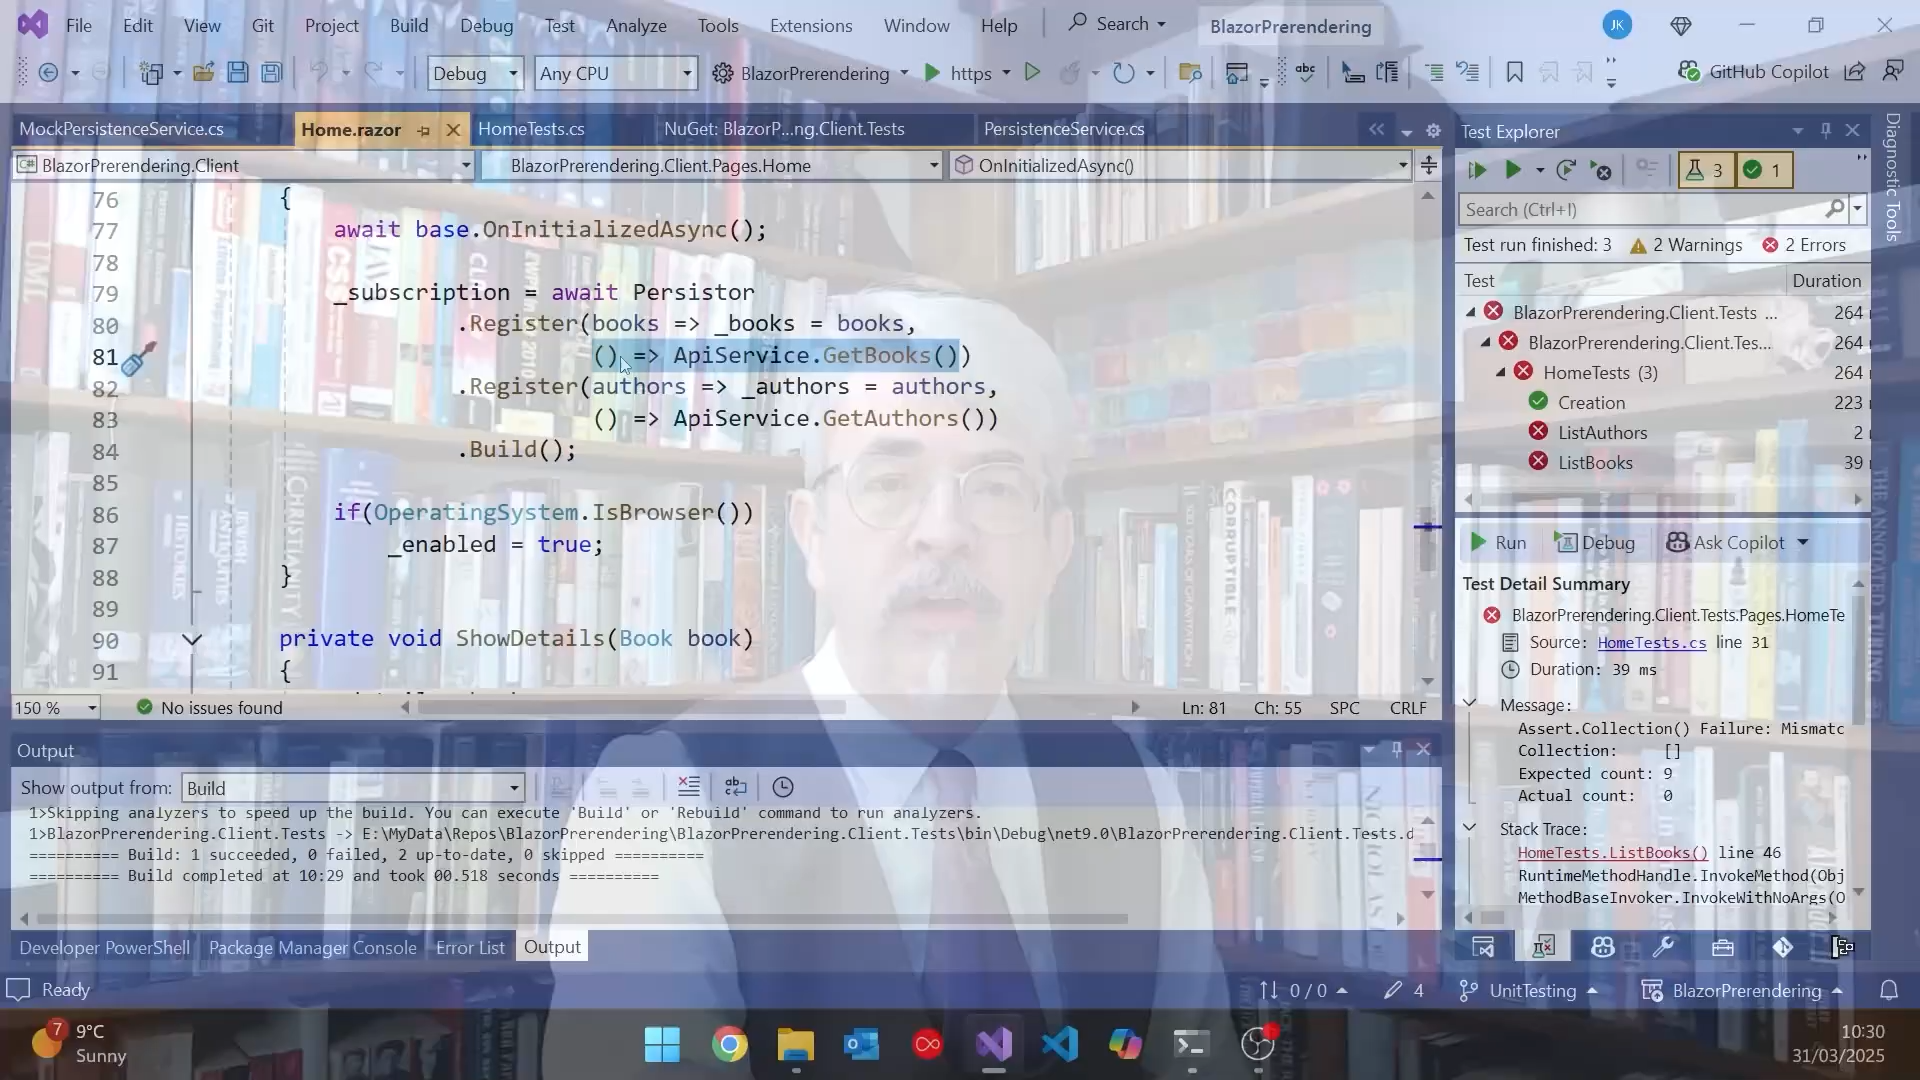 File Edit View Git Project Build Debug Test Analyze Tools Extensions Window Help Search BlazorPrerendering JK
Debug Any CPU BlazorPrerendering https GitHub Copilot
MockPersistenceService.cs Home.razor HomeTests.cs NuGet: BlazorP...ng.Client.Tests PersistenceService.cs
BlazorPrerendering.Client BlazorPrerendering.Client.Pages.Home OnInitializedAsync()
76 {
77 await base.OnInitializedAsync();
78
79 _subscription = await Persistor
80 .Register(books => _books = books,
81 () => ApiService.GetBooks())
82 .Register(authors => _authors = authors,
83 () => ApiService.GetAuthors())
84 .Build();
85
86 if(OperatingSystem.IsBrowser())
87 _enabled = true;
88 }
89
90 private void ShowDetails(Book book)
91 {
150 % No issues found Ln: 81 Ch: 55 SPC CRLF
Output
Show output from: Build
1>Skipping analyzers to speed up the build. You can execute 'Build' or 'Rebuild' command to run analyzers.
1>BlazorPrerendering.Client.Tests -> E:\MyData\Repos\BlazorPrerendering\BlazorPrerendering.Client.Tests\bin\Debug\net9.0\BlazorPrerendering.Client.Tests.d
========== Build: 1 succeeded, 0 failed, 2 up-to-date, 0 skipped ==========
========== Build completed at 10:29 and took 00.518 seconds ==========
Developer PowerShell Package Manager Console Error List Output
Test Explorer
3 1
Search (Ctrl+I)
Test run finished: 3 2 Warnings 2 Errors
Test Duration
BlazorPrerendering.Client.Tests ... 264
BlazorPrerendering.Client.Tes... 264
HomeTests (3) 264
Creation 223
ListAuthors 2
ListBooks 39
Run Debug Ask Copilot
Test Detail Summary
BlazorPrerendering.Client.Tests.Pages.HomeTe
Source: HomeTests.cs line 31
Duration: 39 ms
Message:
Assert.Collection() Failure: Mismatc
Collection: []
Expected count: 9
Actual count: 0
Stack Trace:
HomeTests.ListBooks() line 46
RuntimeMethodHandle.InvokeMethod(Obj
MethodBaseInvoker.InvokeWithNoArgs(O
Diagnostic Tools
Ready 0 / 0 4 UnitTesting BlazorPrerendering
7 9°C
Sunny
10:30
31/03/2025
UML
CSS
JAVA
CHRISTIANITY
HISTORIES
CORRUPTIBLE
THE ANNOTATED TURING